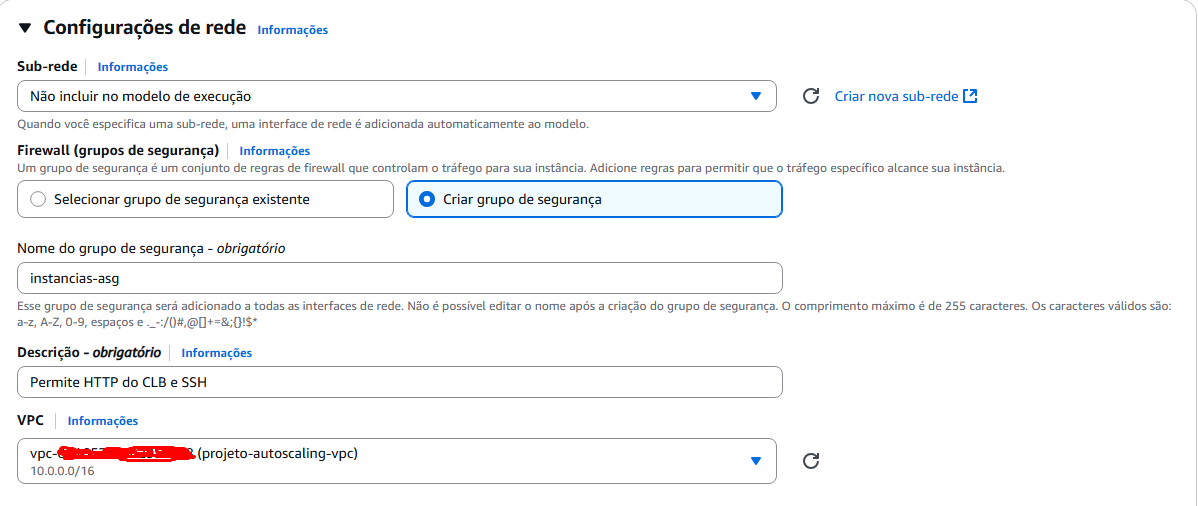 Configurações de rede Informações
Sub-rede Informações
Não incluir no modelo de execução
Criar nova sub-rede
Quando você especifica uma sub-rede, uma interface de rede é adicionada automaticamente ao modelo.
Firewall (grupos de segurança) Informações
Um grupo de segurança é um conjunto de regras de firewall que controlam o tráfego para sua instância. Adicione regras para permitir que o tráfego específico alcance sua instância.
Selecionar grupo de segurança existente
Criar grupo de segurança
Nome do grupo de segurança - obrigatório
instancias-asg
Esse grupo de segurança será adicionado a todas as interfaces de rede. Não é possível editar o nome após a criação do grupo de segurança. O comprimento máximo é de 255 caracteres. Os caracteres válidos são:
a-z, A-Z, 0-9, espaços e ._-:/()#,@[]+=&;{}!$*
Descrição - obrigatório Informações
Permite HTTP do CLB e SSH
VPC Informações
vpc- (projeto-autoscaling-vpc)
10.0.0.0/16